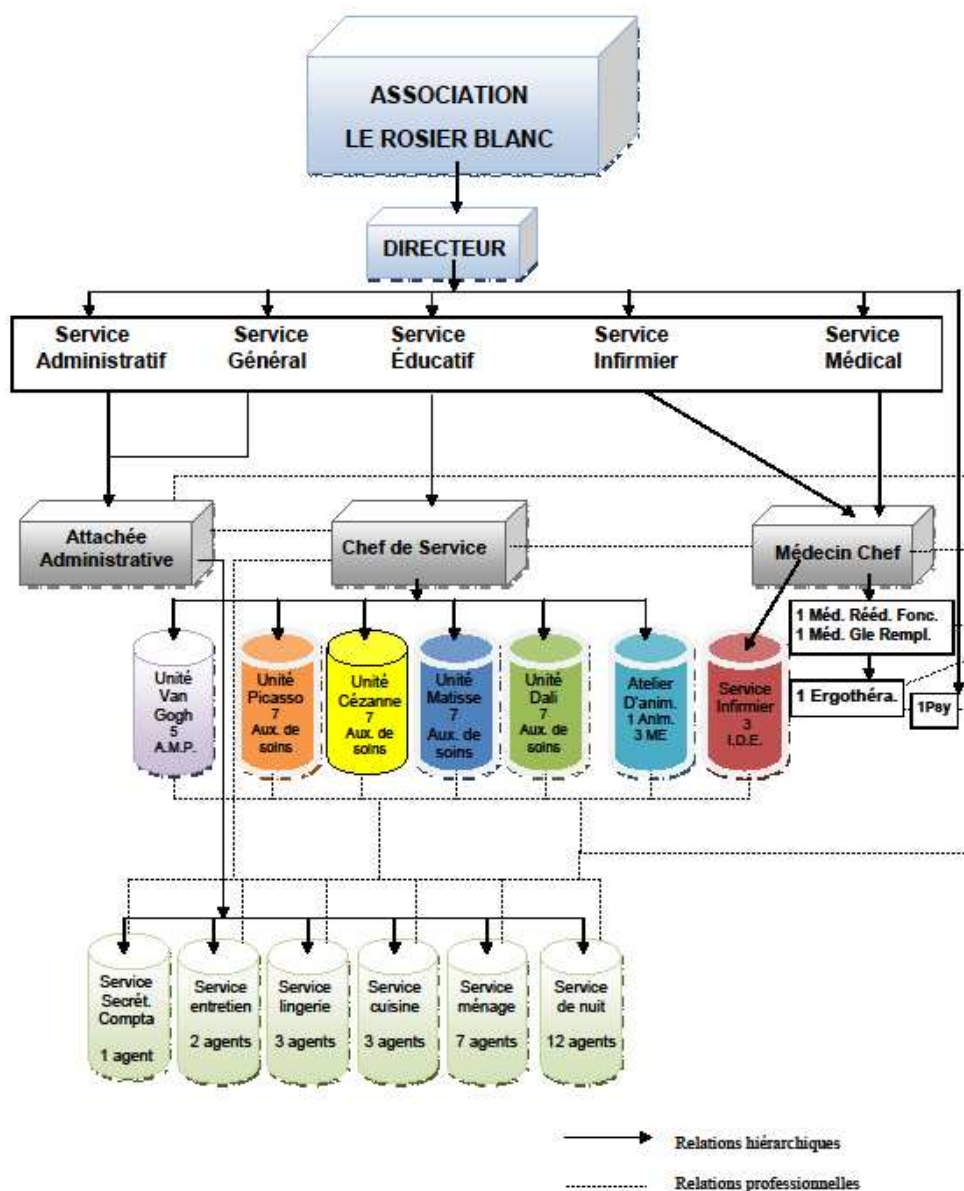 ASSOCIATION
LE ROSIER BLANC
DIRECTEUR
Service
Administratif
Service
Général
Service
Éducatif
Service
Infirmier
Service
Médical
Attachée
Administrative
Chef de Service
Médecin Chef
1 Méd. Rééd. Fonc.
1 Méd. Gle Rempl.
1 Ergothéra.
1Psy
Unité
Van
Gogh
5
A.M.P.
Unité
Picasso
7
Aux. de
soins
Unité
Cézanne
7
Aux. de
soins
Unité
Matisse
7
Aux. de
soins
Unité
Dali
7
Aux. de
soins
Atelier
D'anim.
1 Anim.
3 ME
Service
Infirmier
3
I.D.E.
Service
Secrét.
Compta
1 agent
Service
entretien
2 agents
Service
lingerie
3 agents
Service
cuisine
3 agents
Service
ménage
7 agents
Service
de nuit
12 agents
Relations hiérarchiques
Relations professionnelles